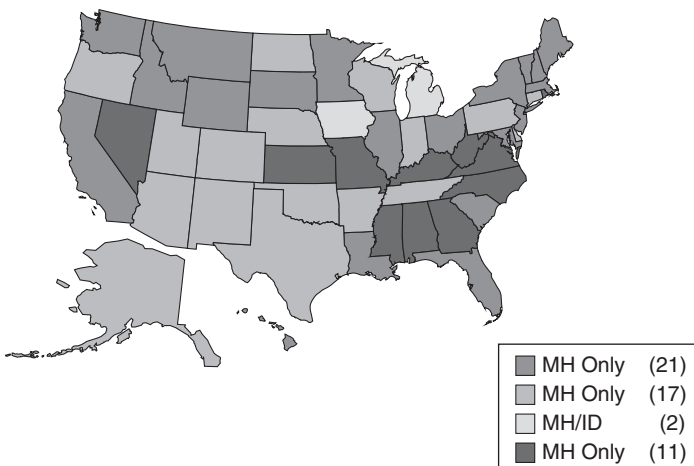 MH Only (21)
MH Only (17)
MH/ID (2)
MH Only (11)